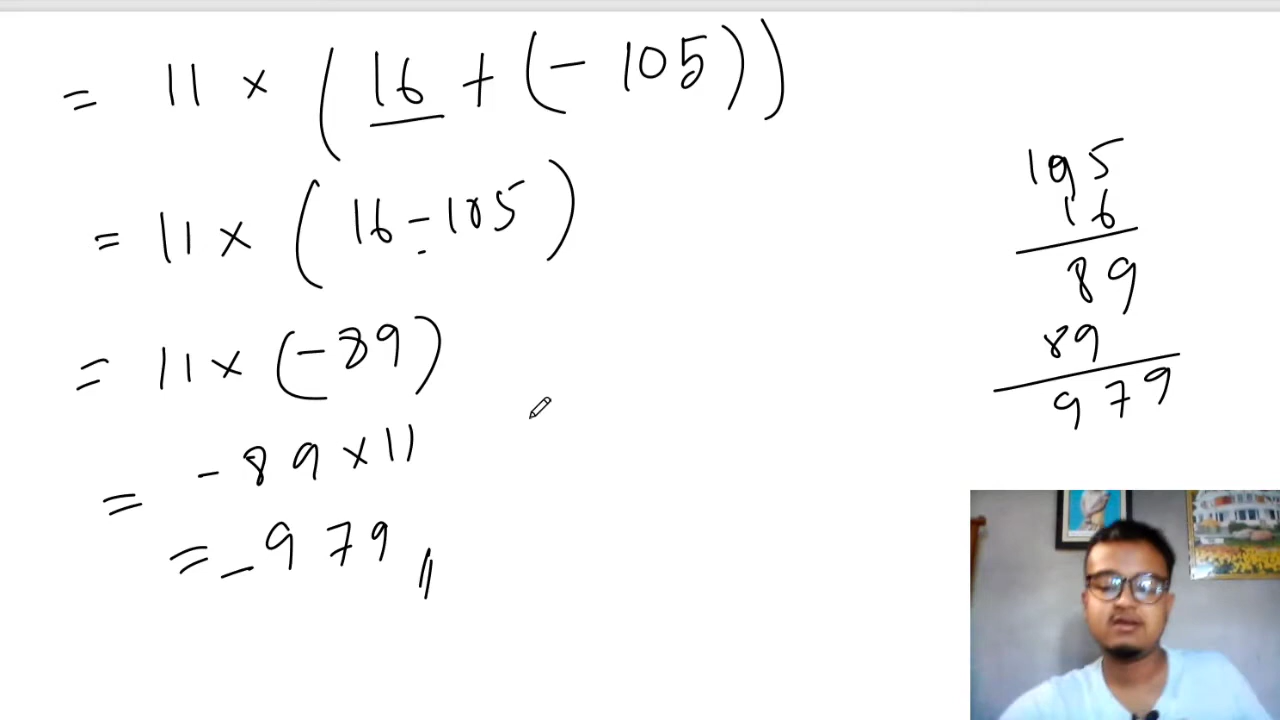 = 11 × (16 + (- 105))
= 11 × (16 - 105)
= 11 × (- 89)
= - 89 × 11
= - 979 //
105
16
89
89
979